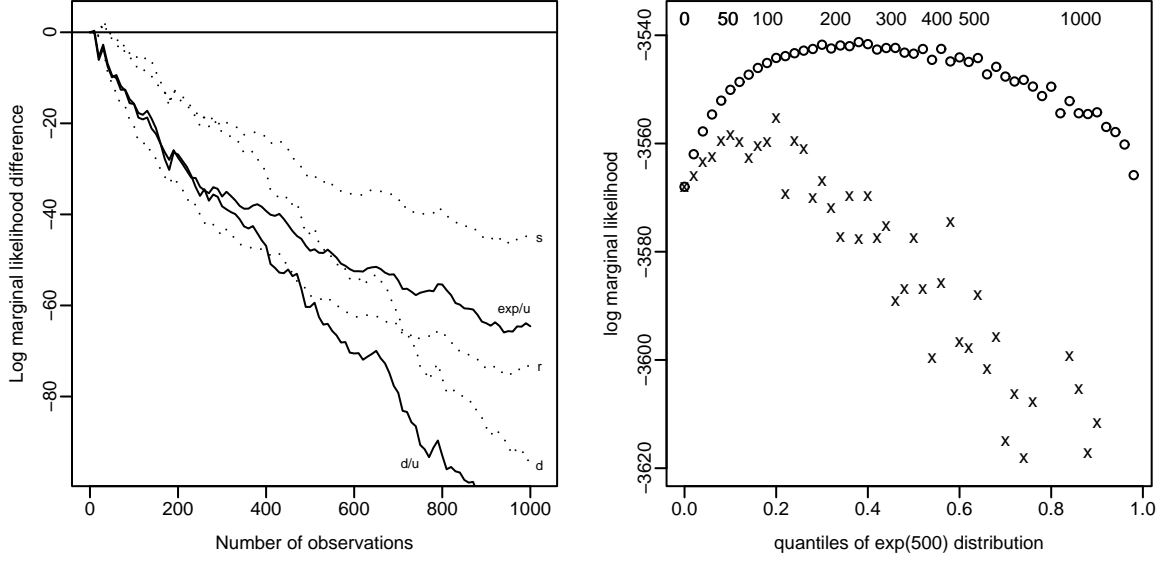 Log marginal likelihood difference
0
−20
−40
−60
−80
s
exp/u
r
d/u
d
0 200 400 600 800 1000
Number of observations
0 50 100 200 300 400 500 1000
log marginal likelihood
−3540
−3560
−3580
−3600
−3620
0.0 0.2 0.4 0.6 0.8 1.0
quantiles of exp(500) distribution